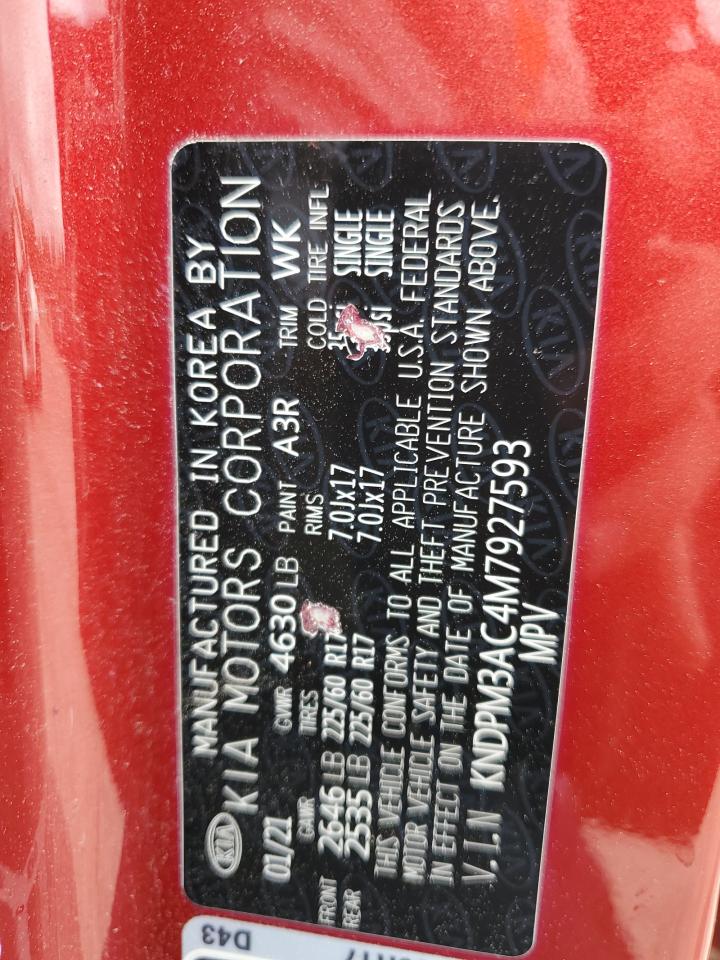 KIA
MANUFACTURED IN KOREA BY
KIA MOTORS CORPORATION
01/21 GVWR 4630 LB PAINT A3R TRIM WK
GAWR TIRES RIMS COLD TIRE INFL
FRONT 2646 LB 225/60 R17 7.0Jx17 SINGLE
REAR 2535 LB 225/60 R17 7.0Jx17 SINGLE
THIS VEHICLE CONFORMS TO ALL APPLICABLE U.S.A. FEDERAL
MOTOR VEHICLE SAFETY AND THEFT PREVENTION STANDARDS
IN EFFECT ON THE DATE OF MANUFACTURE SHOWN ABOVE.
V.I.N KNDPM3AC4M7927593
MPV
D43